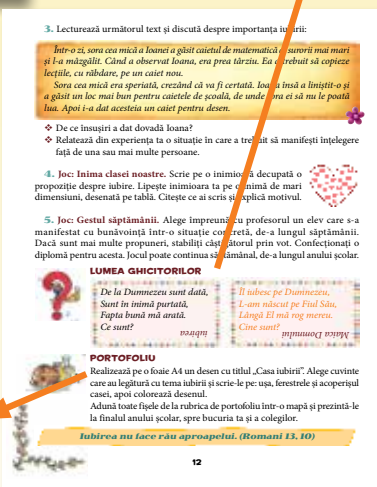 3. Lecturează următorul text și discută despre importanța iubirii:
Într-o zi, sora cea mică a Ioanei a găsit caietul de matematică al surorii mai mari
și l-a mâzgălit. Când a observat Ioana, era prea târziu. Ea a trebuit să copieze
lecțiile, cu răbdare, pe un caiet nou.
Sora cea mică era speriată, crezând că va fi certată. Ioana însă a liniștit-o și
a găsit un loc mai bun pentru caietele de școală, de unde sora ei să nu le poată
lua. Apoi i-a dat acesteia un caiet pentru desen.
❖ De ce însușiri a dat dovadă Ioana?
❖ Relatează din experiența ta o situație în care a trebuit să manifești înțelegere
față de una sau mai multe persoane.
4. Joc: Inima clasei noastre. Scrie pe o inimioară decupată o
propoziție despre iubire. Lipește inimioara ta pe o inimă de mari
dimensiuni, desenată pe tablă. Citește ce ai scris și explică motivul.
5. Joc: Gestul săptămânii. Alege împreună cu profesorul un elev care s-a
manifestat cu bunăvoință într-o situație concretă, de-a lungul săptămânii.
Dacă sunt mai multe propuneri, stabiliți câștigătorul prin vot. Confecționați o
diplomă pentru acesta. Jocul poate continua săptămânal, de-a lungul anului școlar.
LUMEA GHICITORILOR
De la Dumnezeu sunt dată,
Sunt în inimă purtată,
Fapta bună mă arată.
Ce sunt?
iubirea
Îl iubesc pe Dumnezeu,
L-am născut pe Fiul Său,
Lângă El mă rog mereu.
Cine sunt?
Maica Domnului
PORTOFOLIU
Realizează pe o foaie A4 un desen cu titlul „Casa iubirii”. Alege cuvinte
care au legătură cu tema iubirii și scrie-le pe: ușa, ferestrele și acoperișul
casei, apoi colorează desenul.
Adună toate fișele de la rubrica de portofoliu într-o mapă și prezintă-le
la finalul anului școlar, spre bucuria ta și a colegilor.
Iubirea nu face rău aproapelui. (Romani 13, 10)
12